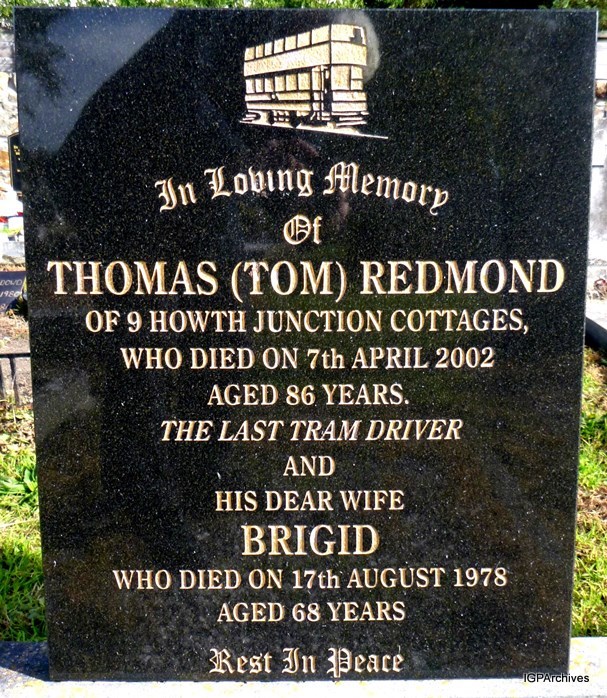 In Loving Memory
Of
THOMAS (TOM) REDMOND
OF 9 HOWTH JUNCTION COTTAGES,
WHO DIED ON 7th APRIL 2002
AGED 86 YEARS.
THE LAST TRAM DRIVER
AND
HIS DEAR WIFE
BRIGID
WHO DIED ON 17th AUGUST 1978
AGED 68 YEARS
Rest In Peace
IGPArchives